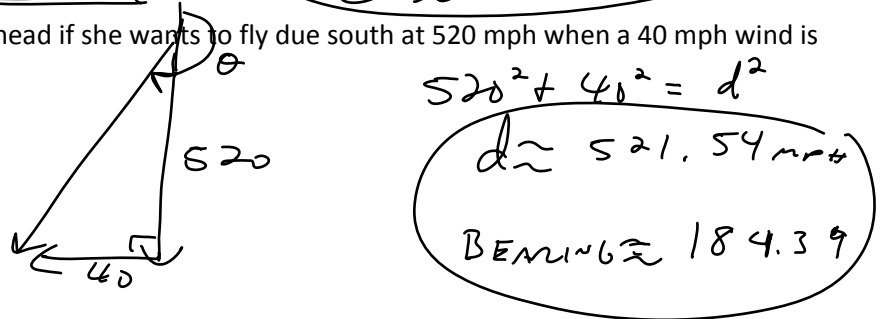 head if she wants to fly due south at 520 mph when a 40 mph wind is
θ
520² + 40² = d²
d ≈ 521.54 mph
520
BEARING ≈ 184.39
40